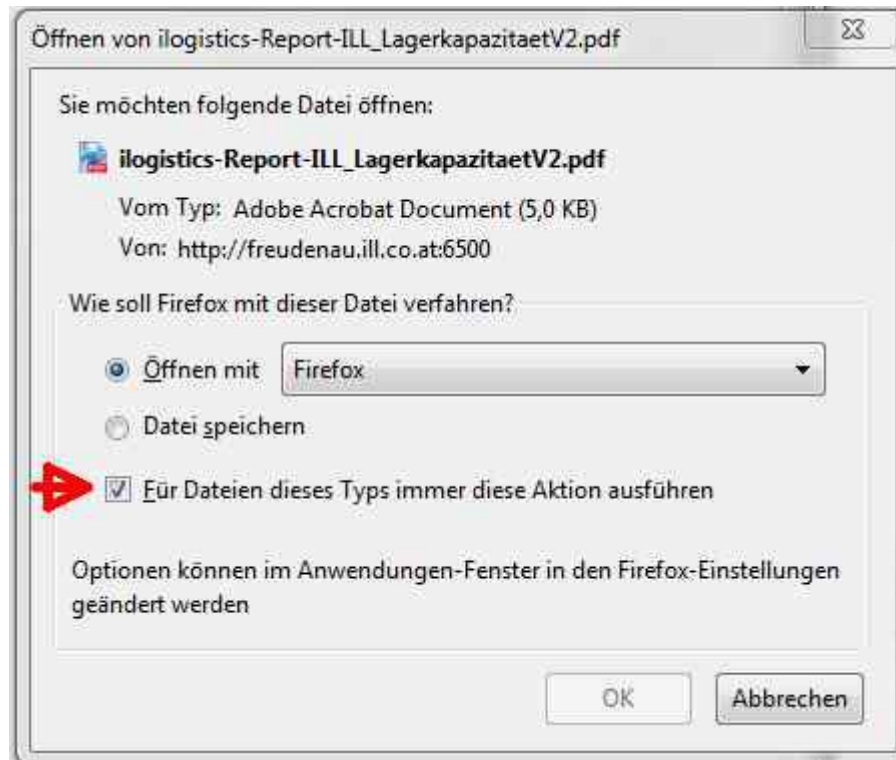 Öffnen von ilogistics-Report-ILL_LagerkapazitaetV2.pdf
Sie möchten folgende Datei öffnen:
ilogistics-Report-ILL_LagerkapazitaetV2.pdf
Vom Typ: Adobe Acrobat Document (5,0 KB)
Von: http://freudenau.ill.co.at:6500
Wie soll Firefox mit dieser Datei verfahren?
Öffnen mit Firefox
Datei speichern
Für Dateien dieses Typs immer diese Aktion ausführen
Optionen können im Anwendungen-Fenster in den Firefox-Einstellungen
geändert werden
OK Abbrechen